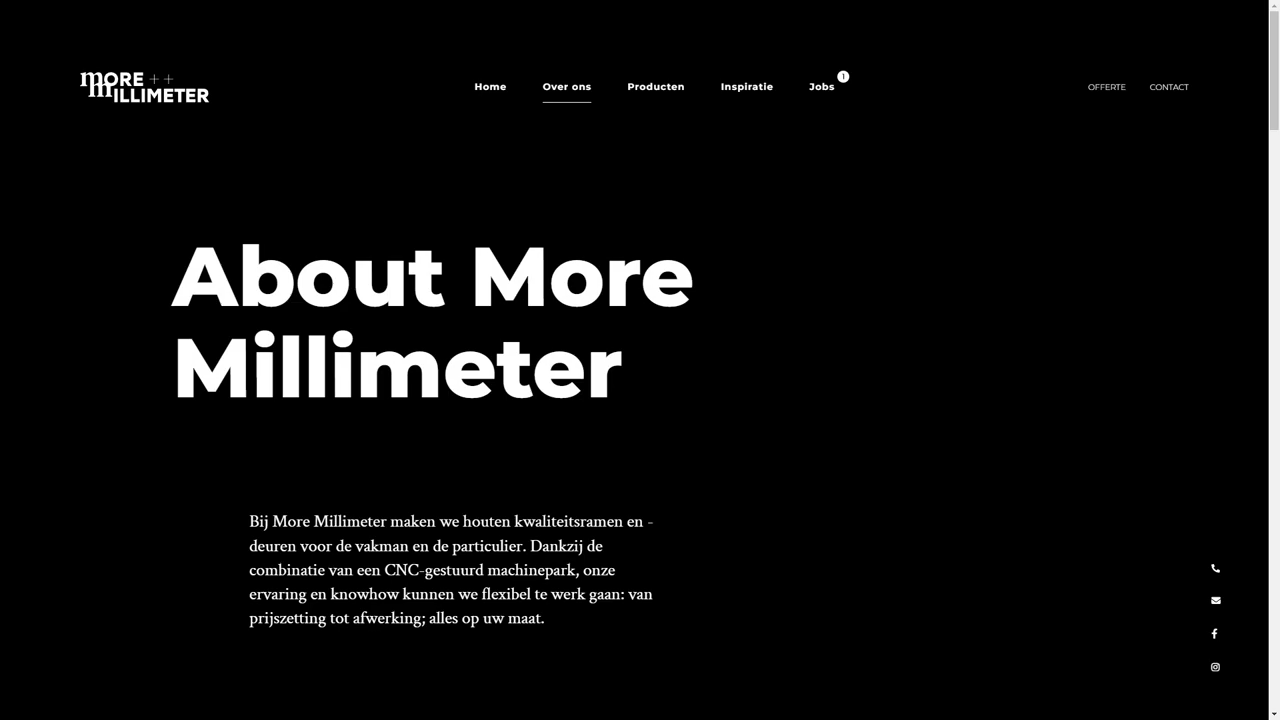 more ++
mILLIMETER
Home
Over ons
Producten
Inspiratie
Jobs
1
OFFERTE
CONTACT
About More
Millimeter
Bij More Millimeter maken we houten kwaliteitsramen en -
deuren voor de vakman en de particulier. Dankzij de
combinatie van een CNC-gestuurd machinepark, onze
ervaring en knowhow kunnen we flexibel te werk gaan: van
prijszetting tot afwerking; alles op uw maat.